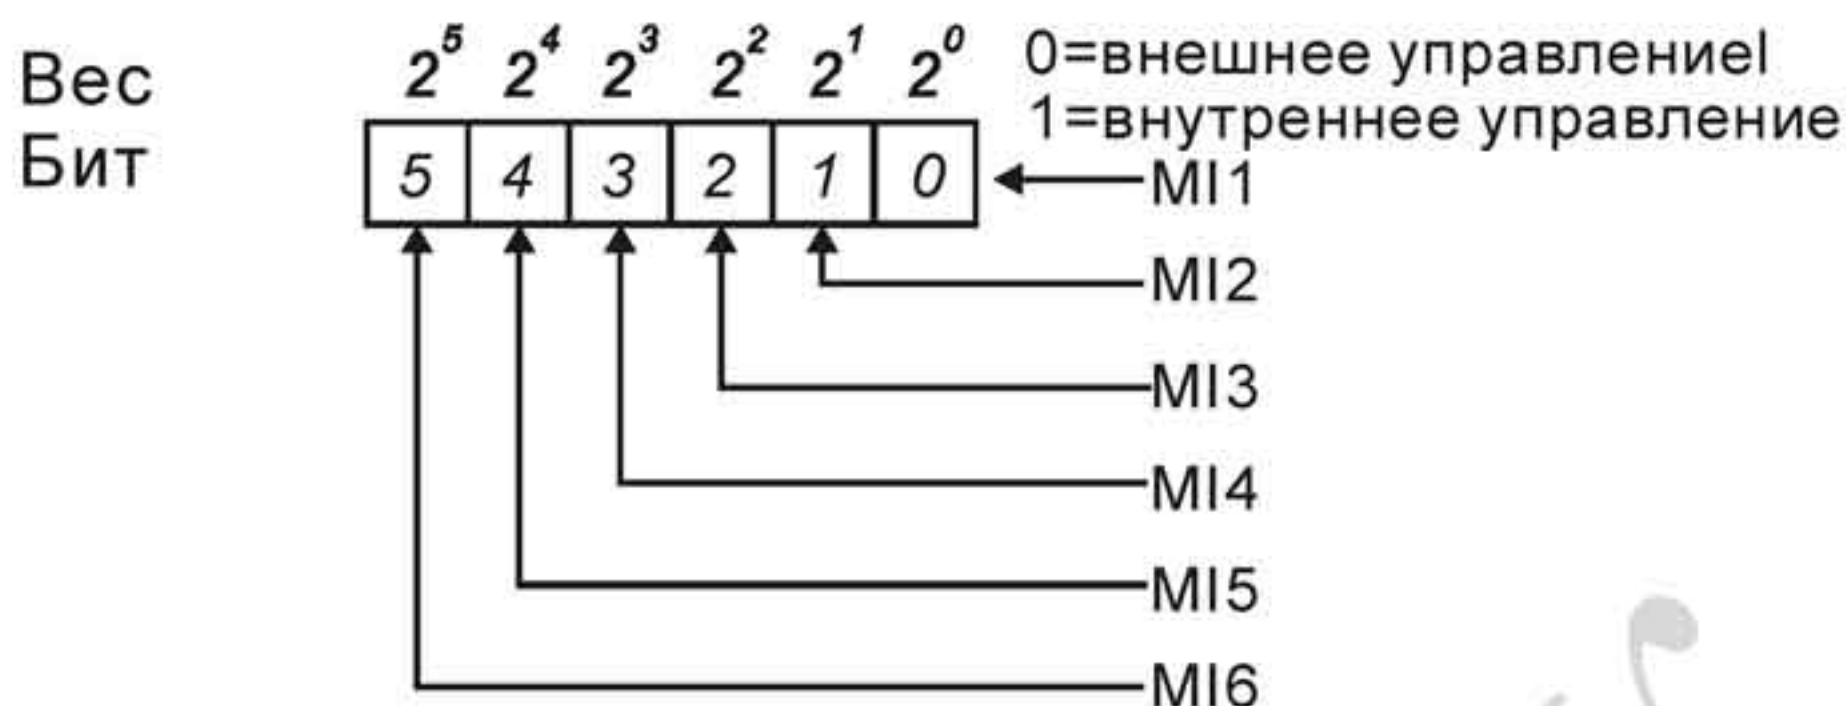 Вес 2⁵ 2⁴ 2³ 2² 2¹ 2⁰ 0=внешнее управлениеl
1=внутреннее управление
Бит 5 4 3 2 1 0 MI1
MI2
MI3
MI4
MI5
MI6